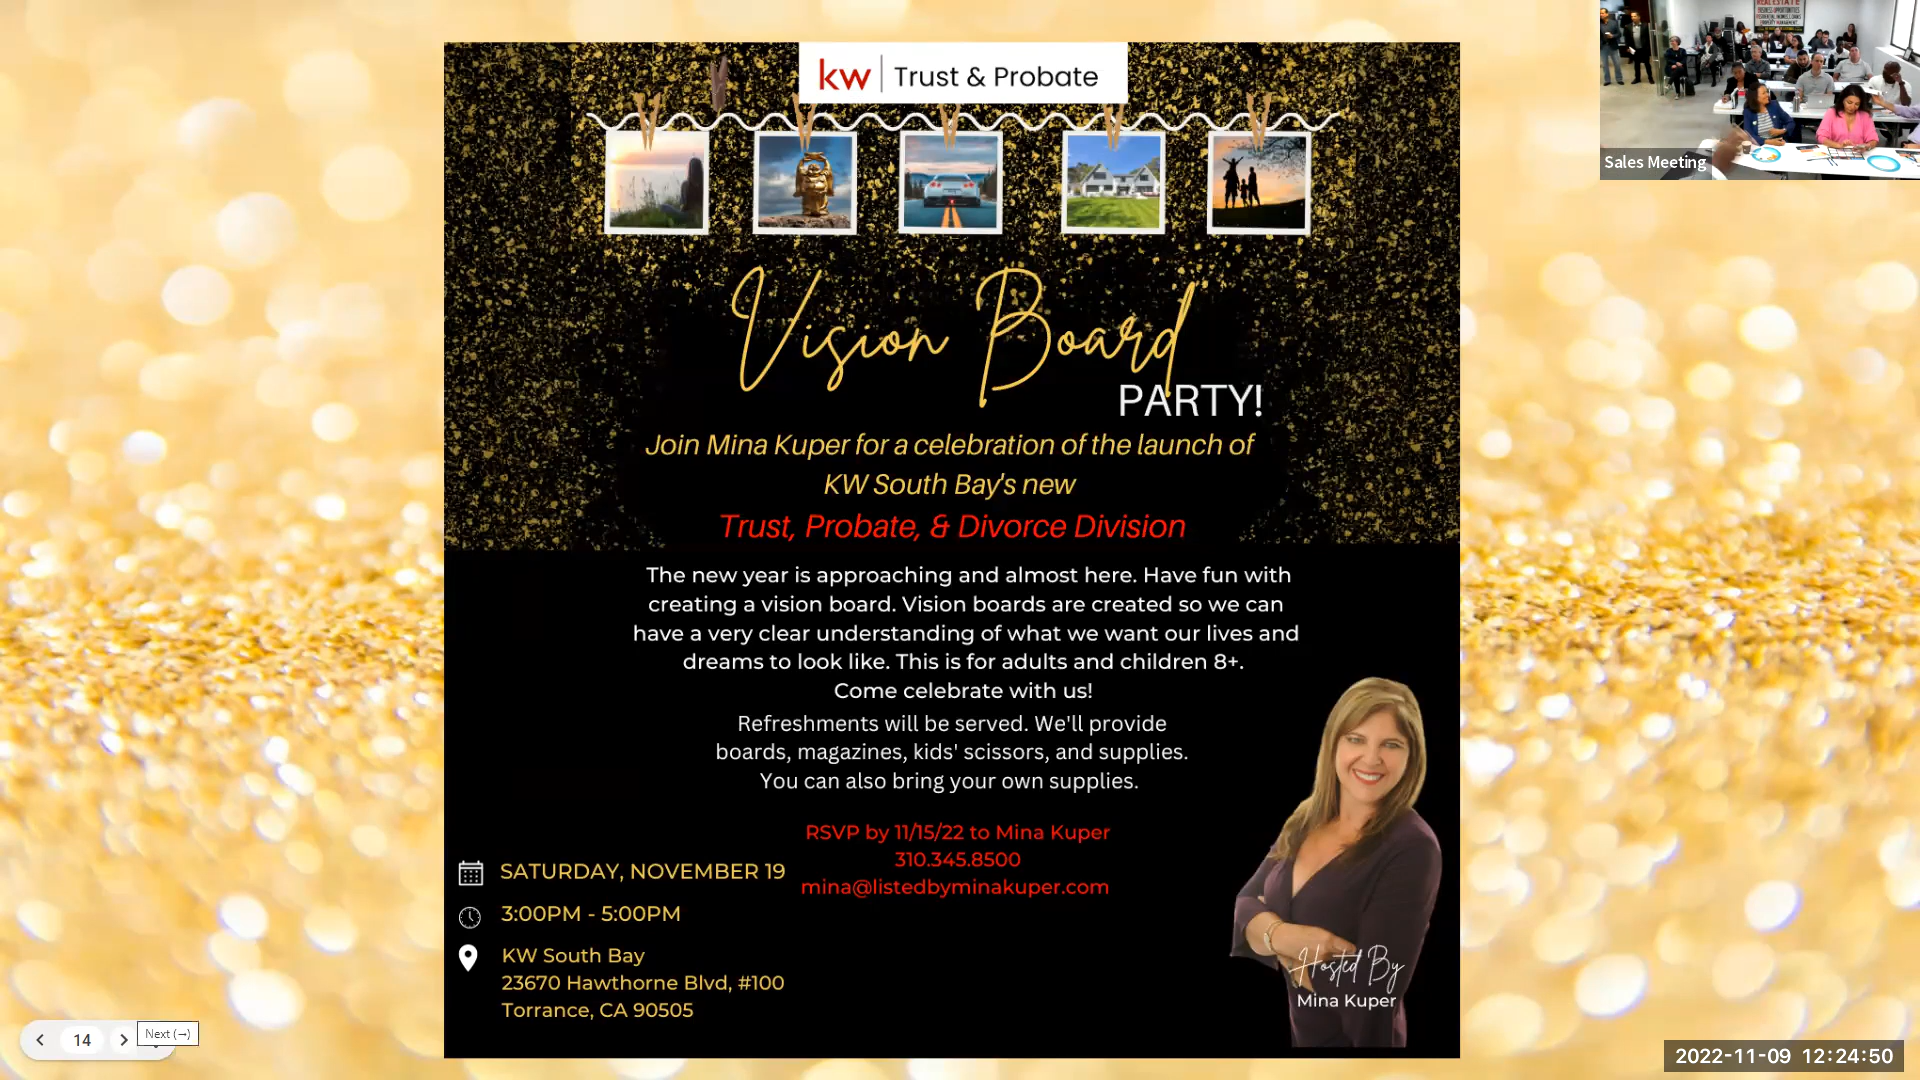 kw Trust & Probate
Vision Board
PARTY!
Join Mina Kuper for a celebration of the launch of
KW South Bay's new
Trust, Probate, & Divorce Division
The new year is approaching and almost here. Have fun with
creating a vision board. Vision boards are created so we can
have a very clear understanding of what we want our lives and
dreams to look like. This is for adults and children 8+.
Come celebrate with us!
Refreshments will be served. We'll provide
boards, magazines, kids' scissors, and supplies.
You can also bring your own supplies.
RSVP by 11/15/22 to Mina Kuper
310.345.8500
mina@listedbyminakuper.com
SATURDAY, NOVEMBER 19
3:00PM - 5:00PM
KW South Bay
23670 Hawthorne Blvd, #100
Torrance, CA 90505
Hosted By
Mina Kuper
REAL ESTATE
Sales Meeting
14
Next (→)
2022-11-09 12:24:50